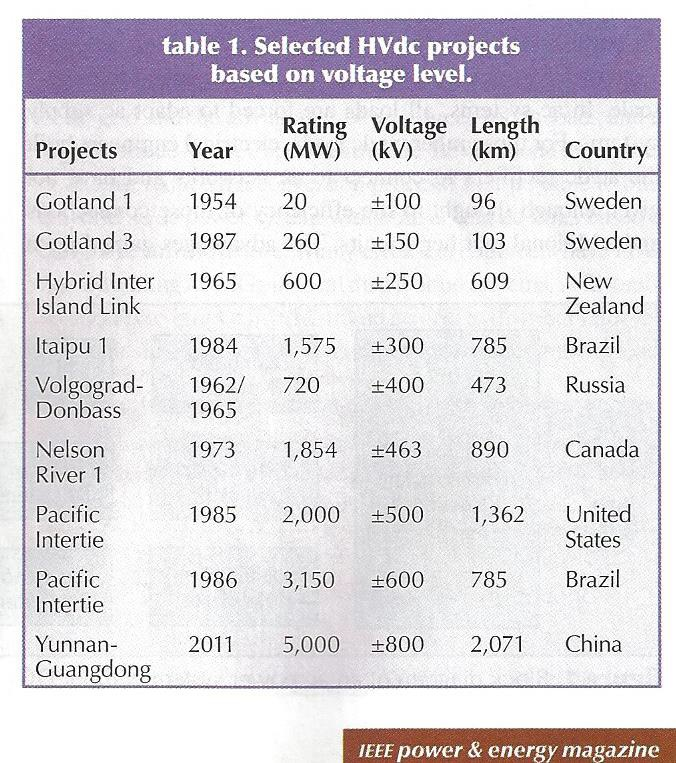 table 1. Selected HVdc projects
based on voltage level.
Projects Year Rating (MW) Voltage (kV) Length (km) Country
Gotland 1 1954 20 ±100 96 Sweden
Gotland 3 1987 260 ±150 103 Sweden
Hybrid Inter 1965 600 ±250 609 New
Island Link Zealand
Itaipu 1 1984 1,575 ±300 785 Brazil
Volgograd- 1962/ 720 ±400 473 Russia
Donbass 1965
Nelson 1973 1,854 ±463 890 Canada
River 1
Pacific 1985 2,000 ±500 1,362 United
Intertie States
Pacific 1986 3,150 ±600 785 Brazil
Intertie
Yunnan- 2011 5,000 ±800 2,071 China
Guangdong
IEEE power & energy magazine